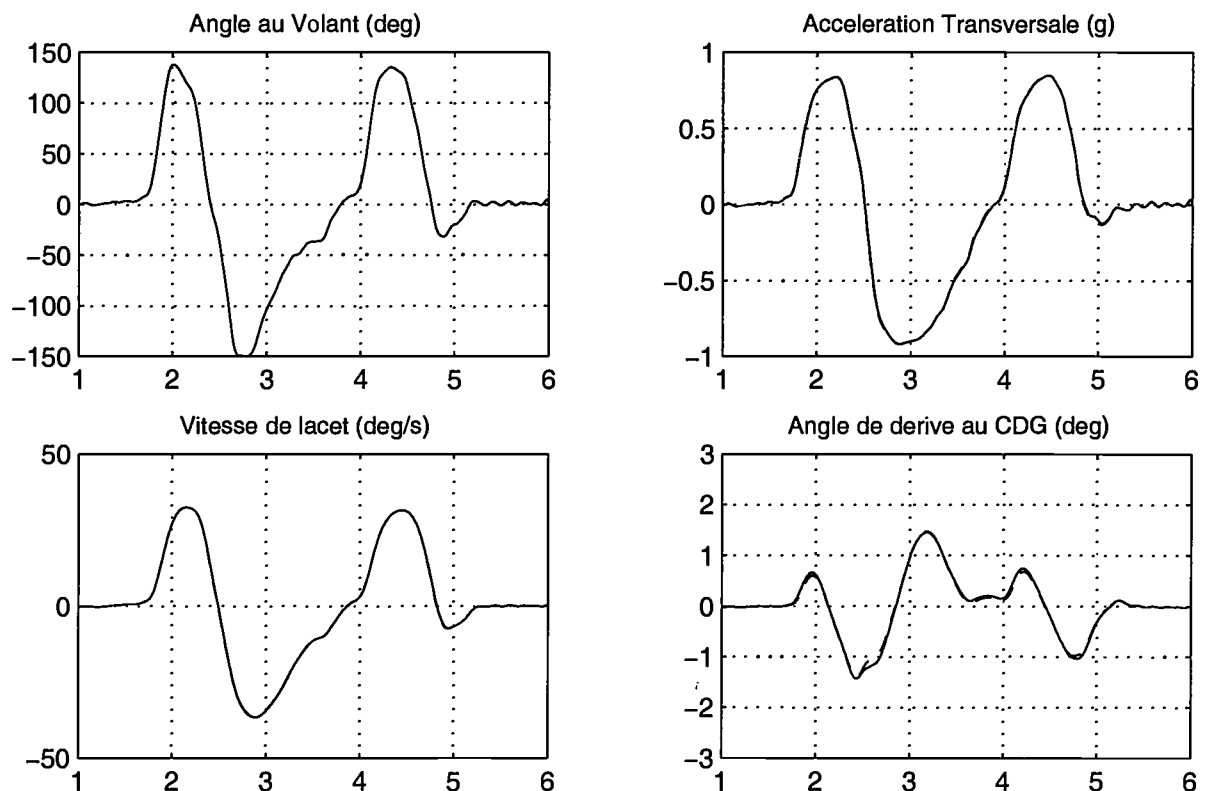 Angle au Volant (deg)
150
100
50
0
−50
−100
−150
1 2 3 4 5 6
Acceleration Transversale (g)
1
0.5
0
−0.5
−1
1 2 3 4 5 6
Vitesse de lacet (deg/s)
50
0
−50
1 2 3 4 5 6
Angle de derive au CDG (deg)
3
2
1
0
−1
−2
−3
1 2 3 4 5 6